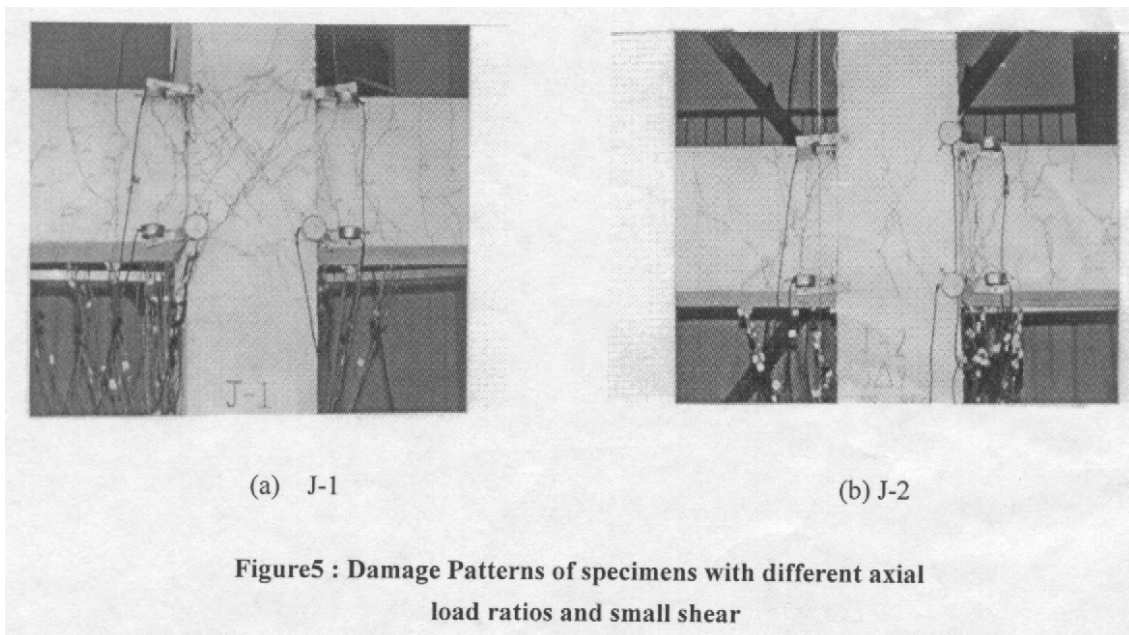 J-1
J-2
(a) J-1
(b) J-2
Figure5 : Damage Patterns of specimens with different axial
load ratios and small shear